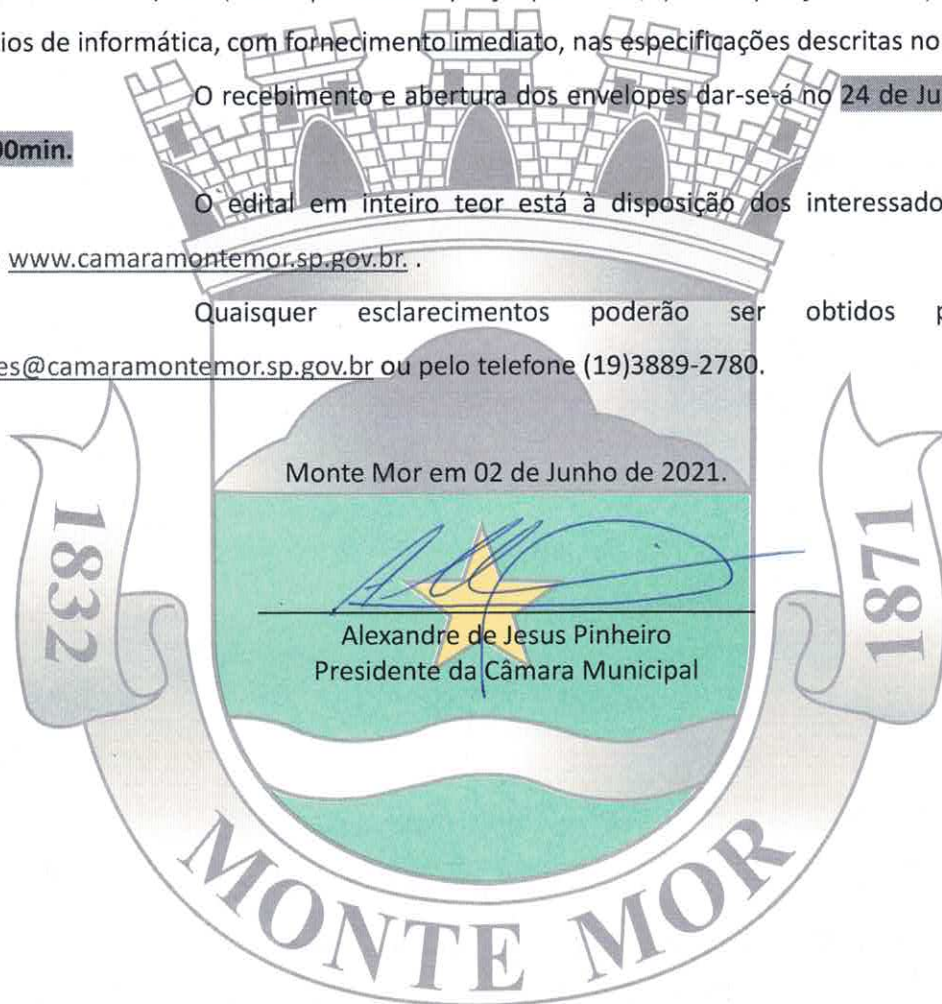 ios de informática, com fornecimento imediato, nas especificações descritas no
O recebimento e abertura dos envelopes dar-se-á no 24 de Ju
00min.
O edital em inteiro teor está à disposição dos interessado
www.camaramontemor.sp.gov.br. .
Quaisquer esclarecimentos poderão ser obtidos p
es@camaramontemor.sp.gov.br ou pelo telefone (19)3889-2780.
Monte Mor em 02 de Junho de 2021.
Alexandre de Jesus Pinheiro
Presidente da Câmara Municipal
1832
1871
MONTE MOR